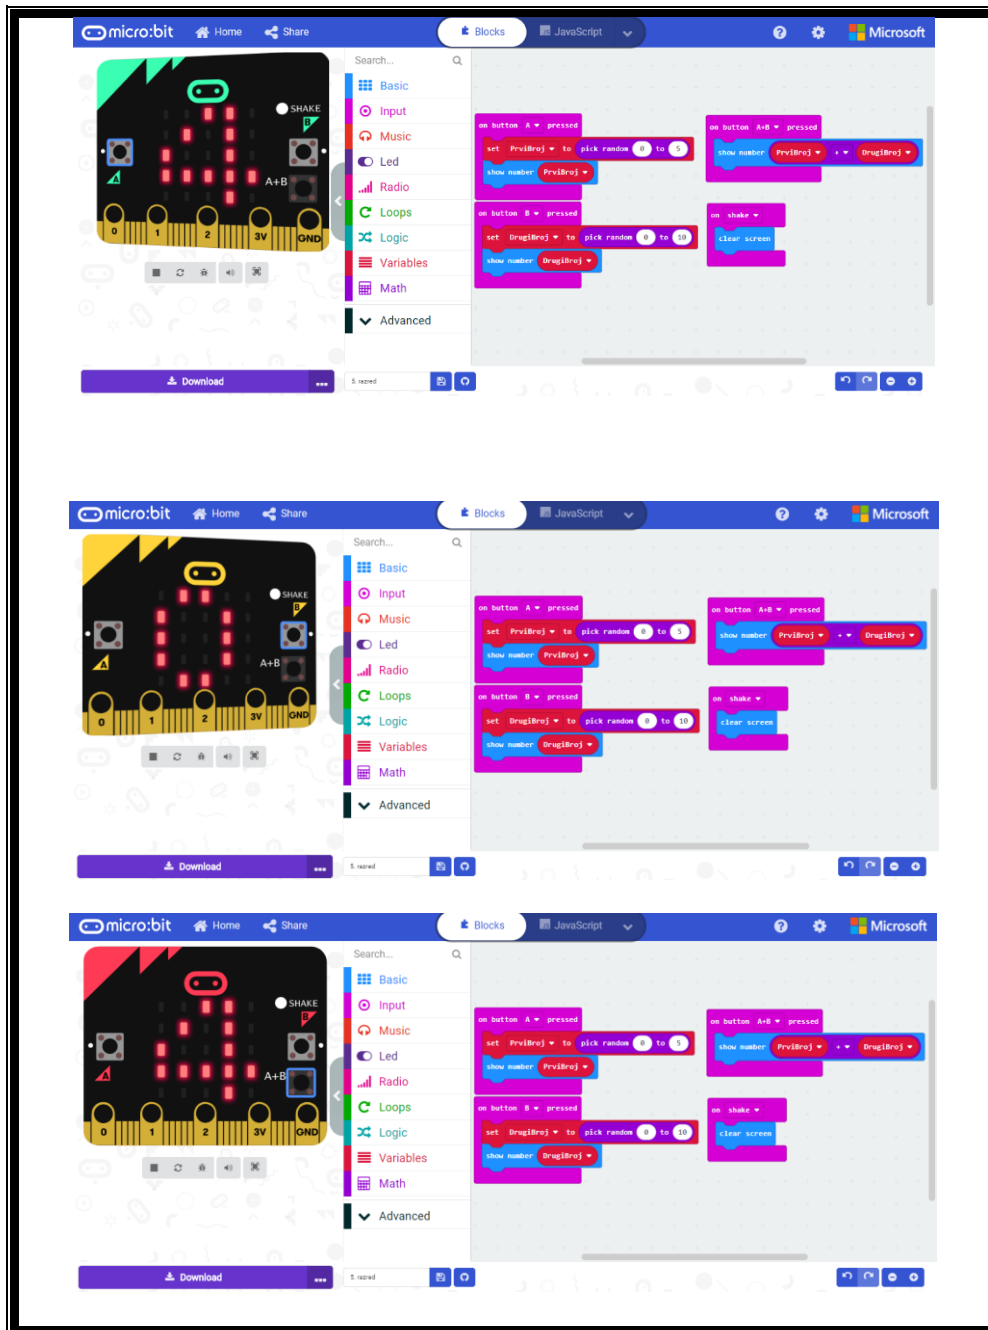 micro:bit Home Share Blocks JavaScript ? Microsoft
Search...
Basic
Input
Music
Led
Radio
Loops
Logic
Variables
Math
Advanced
SHAKE
B
A
A+B
0 1 2 3V GND
on button A pressed
set PrviBroj to pick random 0 to 5
show number PrviBroj
on button B pressed
set DrugiBroj to pick random 0 to 10
show number DrugiBroj
on button A+B pressed
show number PrviBroj + DrugiBroj
on shake
clear screen
Download ... 5. razred
micro:bit Home Share Blocks JavaScript ? Microsoft
Search...
Basic
Input
Music
Led
Radio
Loops
Logic
Variables
Math
Advanced
SHAKE
B
A
A+B
0 1 2 3V GND
on button A pressed
set PrviBroj to pick random 0 to 5
show number PrviBroj
on button B pressed
set DrugiBroj to pick random 0 to 10
show number DrugiBroj
on button A+B pressed
show number PrviBroj + DrugiBroj
on shake
clear screen
Download ... 5. razred
micro:bit Home Share Blocks JavaScript ? Microsoft
Search...
Basic
Input
Music
Led
Radio
Loops
Logic
Variables
Math
Advanced
SHAKE
B
A
A+B
0 1 2 3V GND
on button A pressed
set PrviBroj to pick random 0 to 5
show number PrviBroj
on button B pressed
set DrugiBroj to pick random 0 to 10
show number DrugiBroj
on button A+B pressed
show number PrviBroj + DrugiBroj
on shake
clear screen
Download ... 5. razred